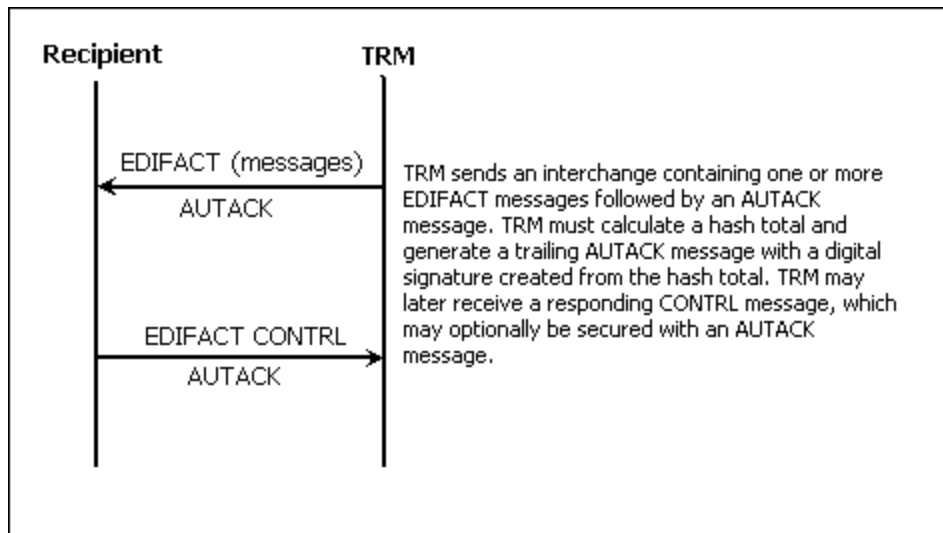 Recipient
TRM
EDIFACT (messages)
AUTACK
TRM sends an interchange containing one or more
EDIFACT messages followed by an AUTACK
message. TRM must calculate a hash total and
generate a trailing AUTACK message with a digital
signature created from the hash total. TRM may
later receive a responding CONTRL message, which
may optionally be secured with an AUTACK
message.
EDIFACT CONTRL
AUTACK